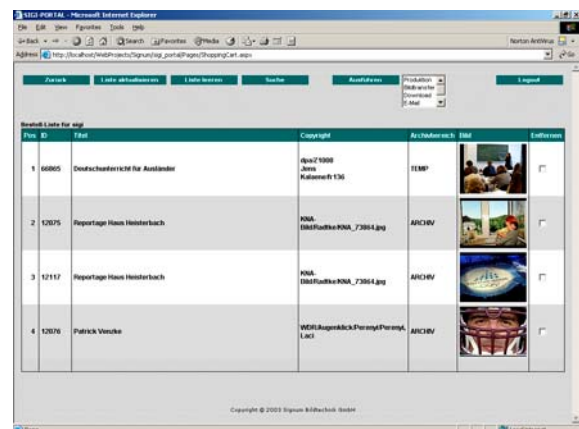 SIGI-PORTAL - Microsoft Internet Explorer
File Edit View Favorites Tools Help
Back Search Favorites Media
Norton AntiVirus
Address http://localhost/WebProjects/Signum/sigi_portal/Pages/ShoppingCart.aspx Go
Zurück Liste aktualisieren Liste leeren Suche Ausführen Logout
Produktion
Bildtransfer
Download
E-Mail
Bestell-Liste für sigi
Pos ID Titel Copyright Archivbereich Bild Entfernen
1 66865 Deutschunterricht für Ausländer dpa/Z1008
Jens
Kalaene/fr136 TEMP
2 12075 Reportage Haus Heisterbach KNA-
Bild/Radtke/KNA_73864.jpg ARCHIV
3 12117 Reportage Haus Heisterbach KNA-
Bild/Radtke/KNA_73864.jpg ARCHIV
4 12076 Patrick Venzke WDR/Augenklick/Perenyi/Perenyi,
Laci ARCHIV
Copyright @ 2003 Signum Bildtechnik GmbH